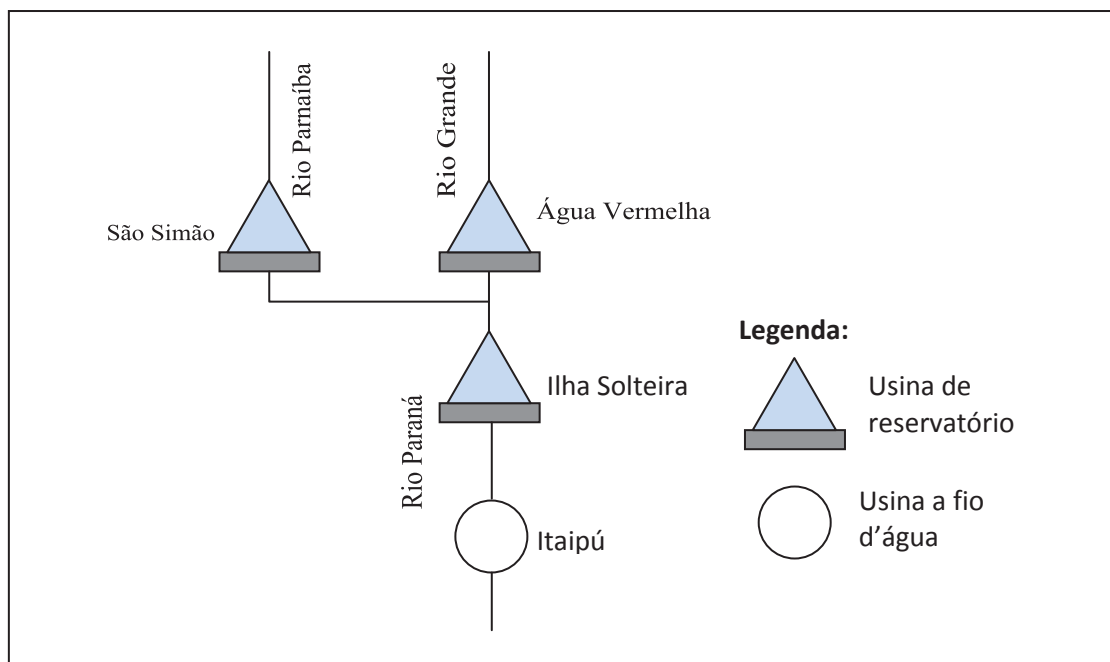 Rio Parnaíba
Rio Grande
São Simão
Água Vermelha
Ilha Solteira
Rio Paraná
Itaipú
Legenda:
Usina de
reservatório
Usina a fio
d’água